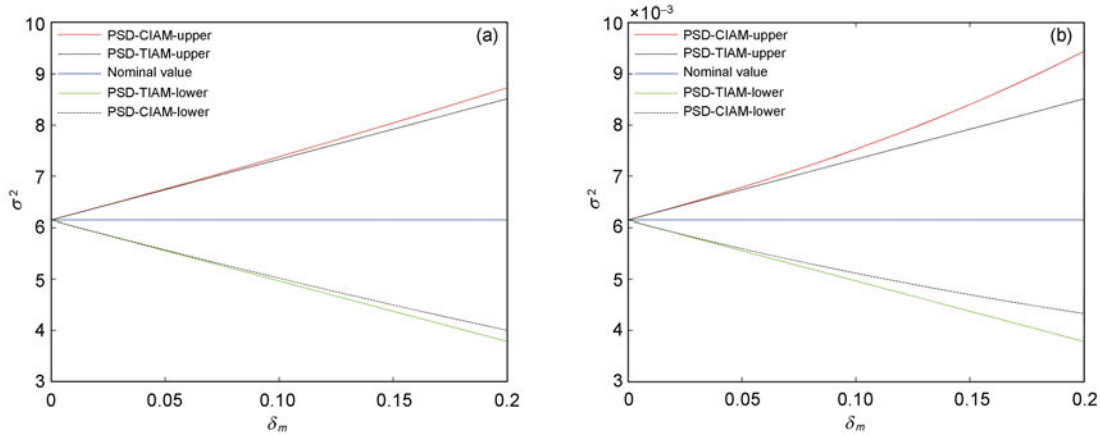 10
9
8
7
6
5
4
3
σ²
PSD-CIAM-upper
PSD-TIAM-upper
Nominal value
PSD-TIAM-lower
PSD-CIAM-lower
(a)
0 0.05 0.10 0.15 0.2
δm
×10⁻³
10
9
8
7
6
5
4
3
σ²
PSD-CIAM-upper
PSD-TIAM-upper
Nominal value
PSD-TIAM-lower
PSD-CIAM-lower
(b)
0 0.05 0.10 0.15 0.2
δm